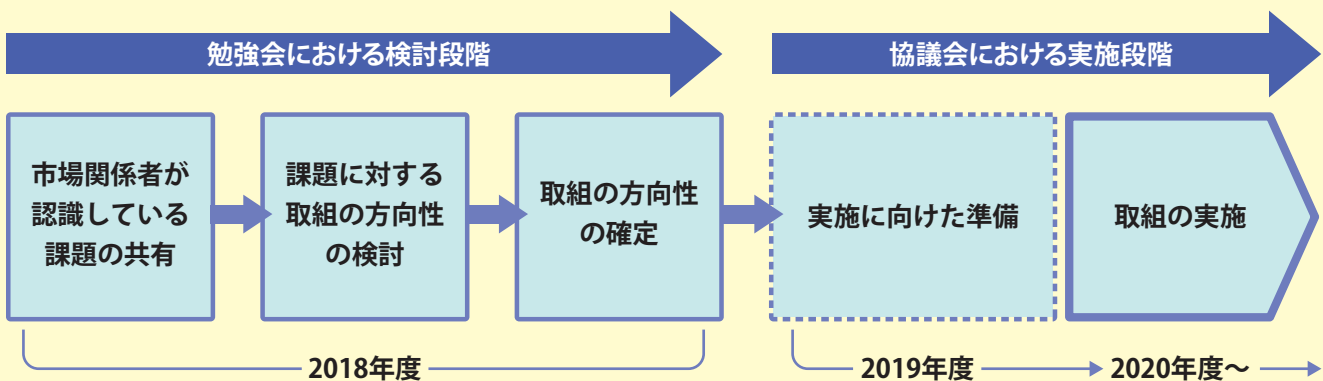 勉強会における検討段階
協議会における実施段階
市場関係者が
認識している
課題の共有
課題に対する
取組の方向性
の検討
取組の方向性
の確定
実施に向けた準備
取組の実施
2018年度
2019年度
2020年度～